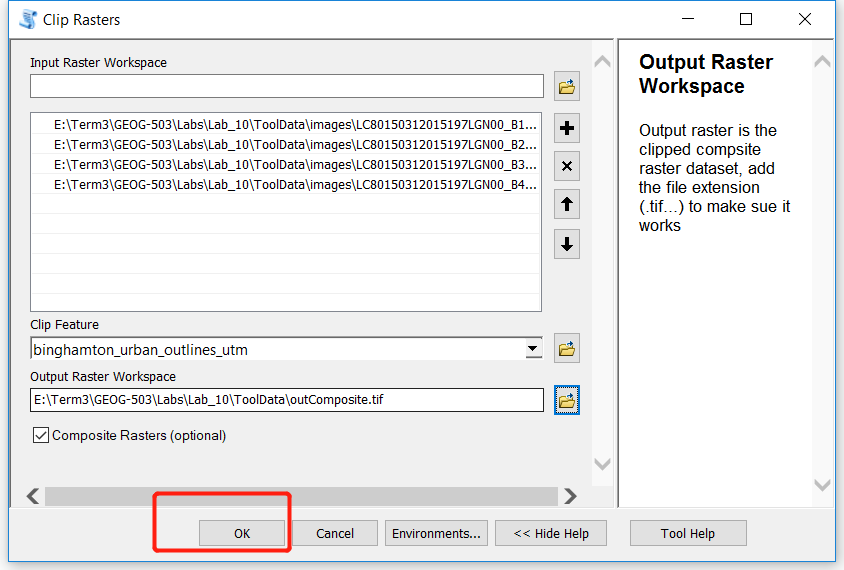 Clip Rasters
Input Raster Workspace
E:\Term3\GEOG-503\Labs\Lab_10\ToolData\images\LC80150312015197LGN00_B1...
E:\Term3\GEOG-503\Labs\Lab_10\ToolData\images\LC80150312015197LGN00_B2...
E:\Term3\GEOG-503\Labs\Lab_10\ToolData\images\LC80150312015197LGN00_B3...
E:\Term3\GEOG-503\Labs\Lab_10\ToolData\images\LC80150312015197LGN00_B4...
Clip Feature
binghamton_urban_outlines_utm
Output Raster Workspace
E:\Term3\GEOG-503\Labs\Lab_10\ToolData\outComposite.tif
Composite Rasters (optional)
OK
Cancel
Environments...
<< Hide Help
Output Raster
Workspace
Output raster is the
clipped compsite
raster dataset, add
the file extension
(.tif...) to make sue it
works
Tool Help